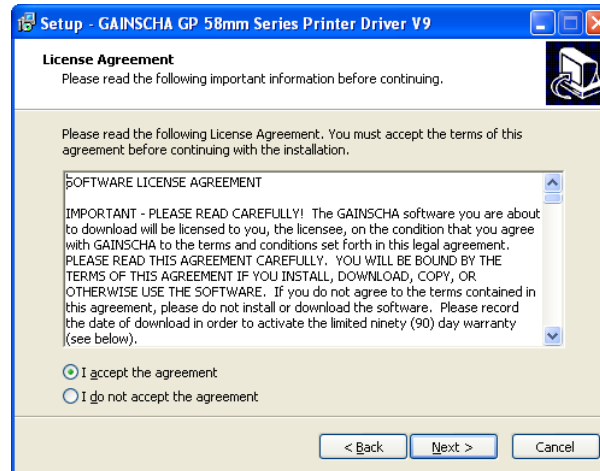 Setup - GAINSCHA GP 58mm Series Printer Driver V9
License Agreement
Please read the following important information before continuing.
Please read the following License Agreement. You must accept the terms of this
agreement before continuing with the installation.
SOFTWARE LICENSE AGREEMENT
IMPORTANT - PLEASE READ CAREFULLY!  The GAINSCHA software you are about
to download will be licensed to you, the licensee, on the condition that you agree
with GAINSCHA to the terms and conditions set forth in this legal agreement.
PLEASE READ THIS AGREEMENT CAREFULLY.  YOU WILL BE BOUND BY THE
TERMS OF THIS AGREEMENT IF YOU INSTALL, DOWNLOAD, COPY, OR
OTHERWISE USE THE SOFTWARE.  If you do not agree to the terms contained in
this agreement, please do not install or download the software.  Please record
the date of download in order to activate the limited ninety (90) day warranty
(see below).
I accept the agreement
I do not accept the agreement
< Back Next > Cancel